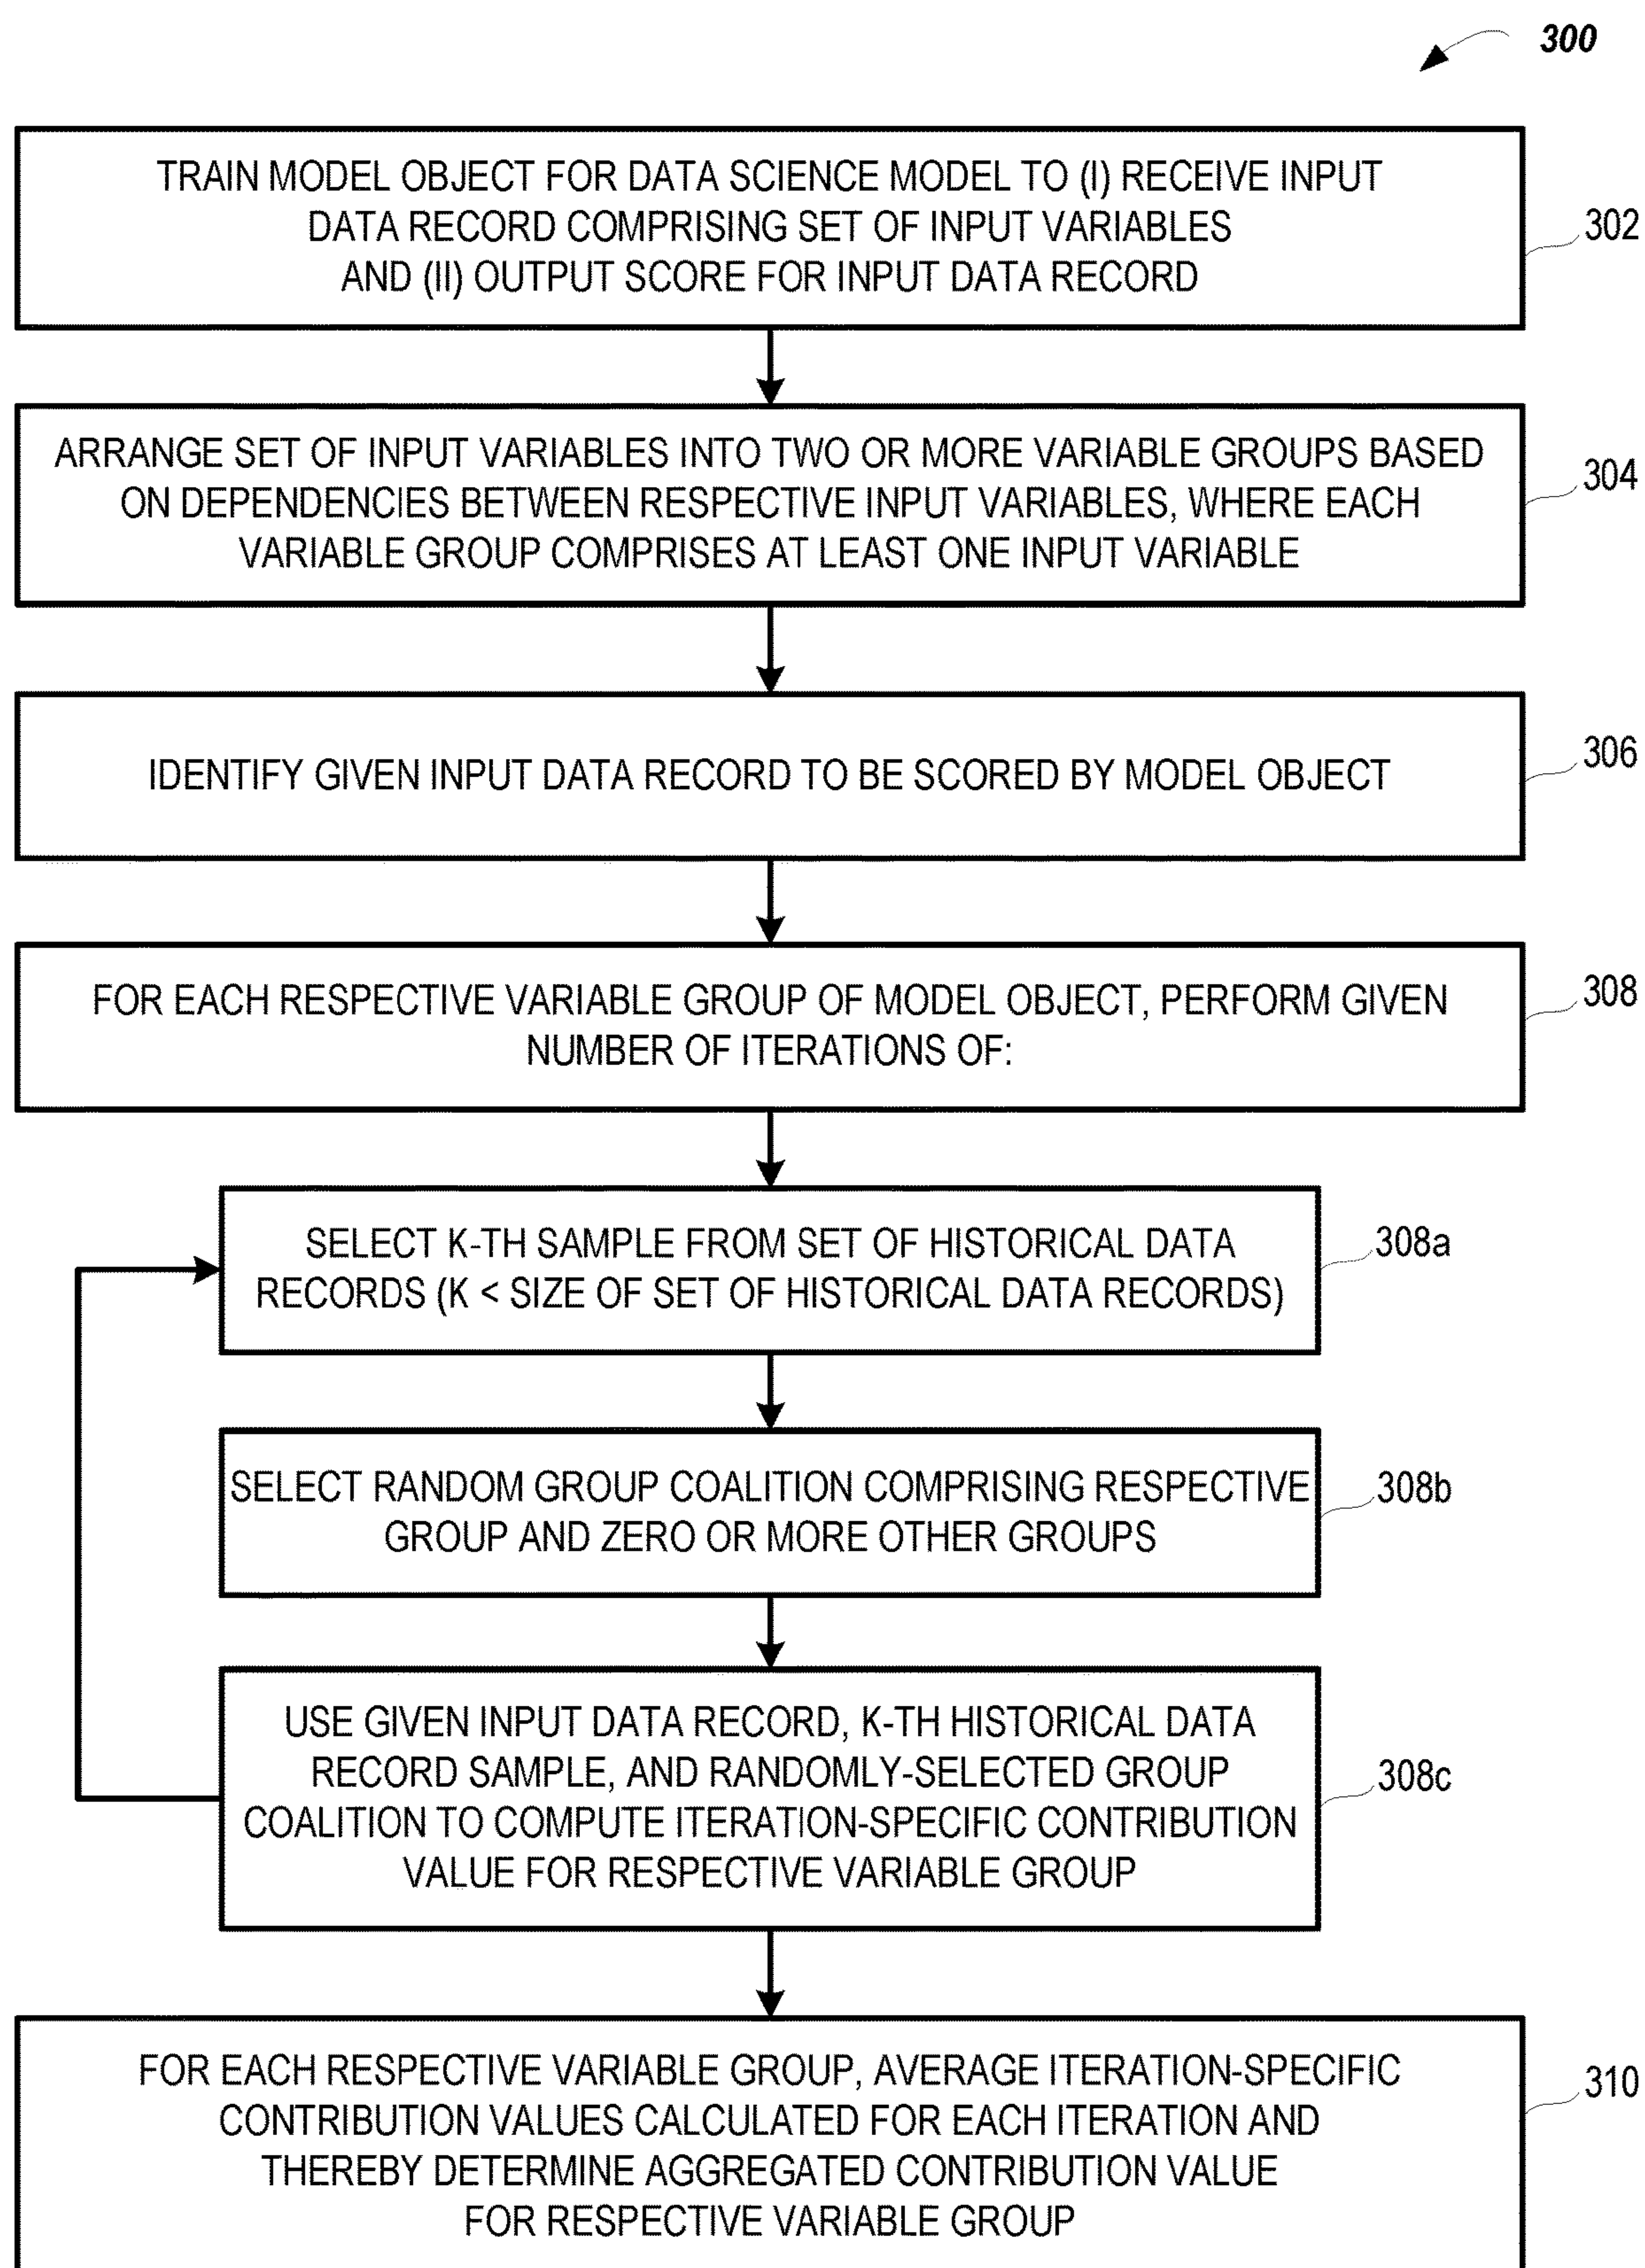 300
TRAIN MODEL OBJECT FOR DATA SCIENCE MODEL TO (I) RECEIVE INPUT
DATA RECORD COMPRISING SET OF INPUT VARIABLES
AND (II) OUTPUT SCORE FOR INPUT DATA RECORD
302
ARRANGE SET OF INPUT VARIABLES INTO TWO OR MORE VARIABLE GROUPS BASED
ON DEPENDENCIES BETWEEN RESPECTIVE INPUT VARIABLES, WHERE EACH
VARIABLE GROUP COMPRISES AT LEAST ONE INPUT VARIABLE
304
IDENTIFY GIVEN INPUT DATA RECORD TO BE SCORED BY MODEL OBJECT
306
FOR EACH RESPECTIVE VARIABLE GROUP OF MODEL OBJECT, PERFORM GIVEN
NUMBER OF ITERATIONS OF:
308
SELECT K-TH SAMPLE FROM SET OF HISTORICAL DATA
RECORDS (K < SIZE OF SET OF HISTORICAL DATA RECORDS)
308a
SELECT RANDOM GROUP COALITION COMPRISING RESPECTIVE
GROUP AND ZERO OR MORE OTHER GROUPS
308b
USE GIVEN INPUT DATA RECORD, K-TH HISTORICAL DATA
RECORD SAMPLE, AND RANDOMLY-SELECTED GROUP
COALITION TO COMPUTE ITERATION-SPECIFIC CONTRIBUTION
VALUE FOR RESPECTIVE VARIABLE GROUP
308c
FOR EACH RESPECTIVE VARIABLE GROUP, AVERAGE ITERATION-SPECIFIC
CONTRIBUTION VALUES CALCULATED FOR EACH ITERATION AND
THEREBY DETERMINE AGGREGATED CONTRIBUTION VALUE
FOR RESPECTIVE VARIABLE GROUP
310